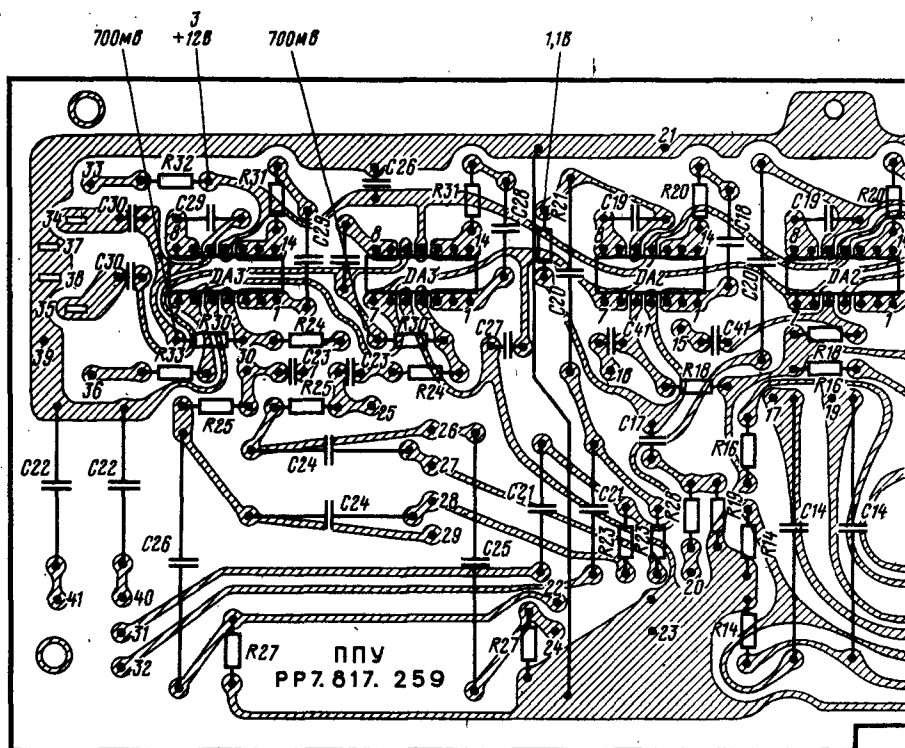 3
700МВ +12В 700МВ 1,1В
21
33 R32 C26
R31 R31 R21 R20 R20
34 C30 C29 C29 C28 C19 C18 C19
37 8 14 8 14 8 14 8 14
38 C30 DA3 DA3 C20 DA2 C20 DA2
35 7 1 7 1 7 1 7 1
39 R30 R24 R30 C27 C41 15 C41
R33 30 C23 C23 R24 18 R18 R18
36 R25 R25 25 R16
17 19
26 C17 R16
C22 C22 C24 27
C24 28 C21 C21 R28 R19
29 R23 R23 R14 C14 C14
C26 C25
41 40 22 20
31
32 R27 R27 24 23 R14
ППУ
РР7. 817. 259